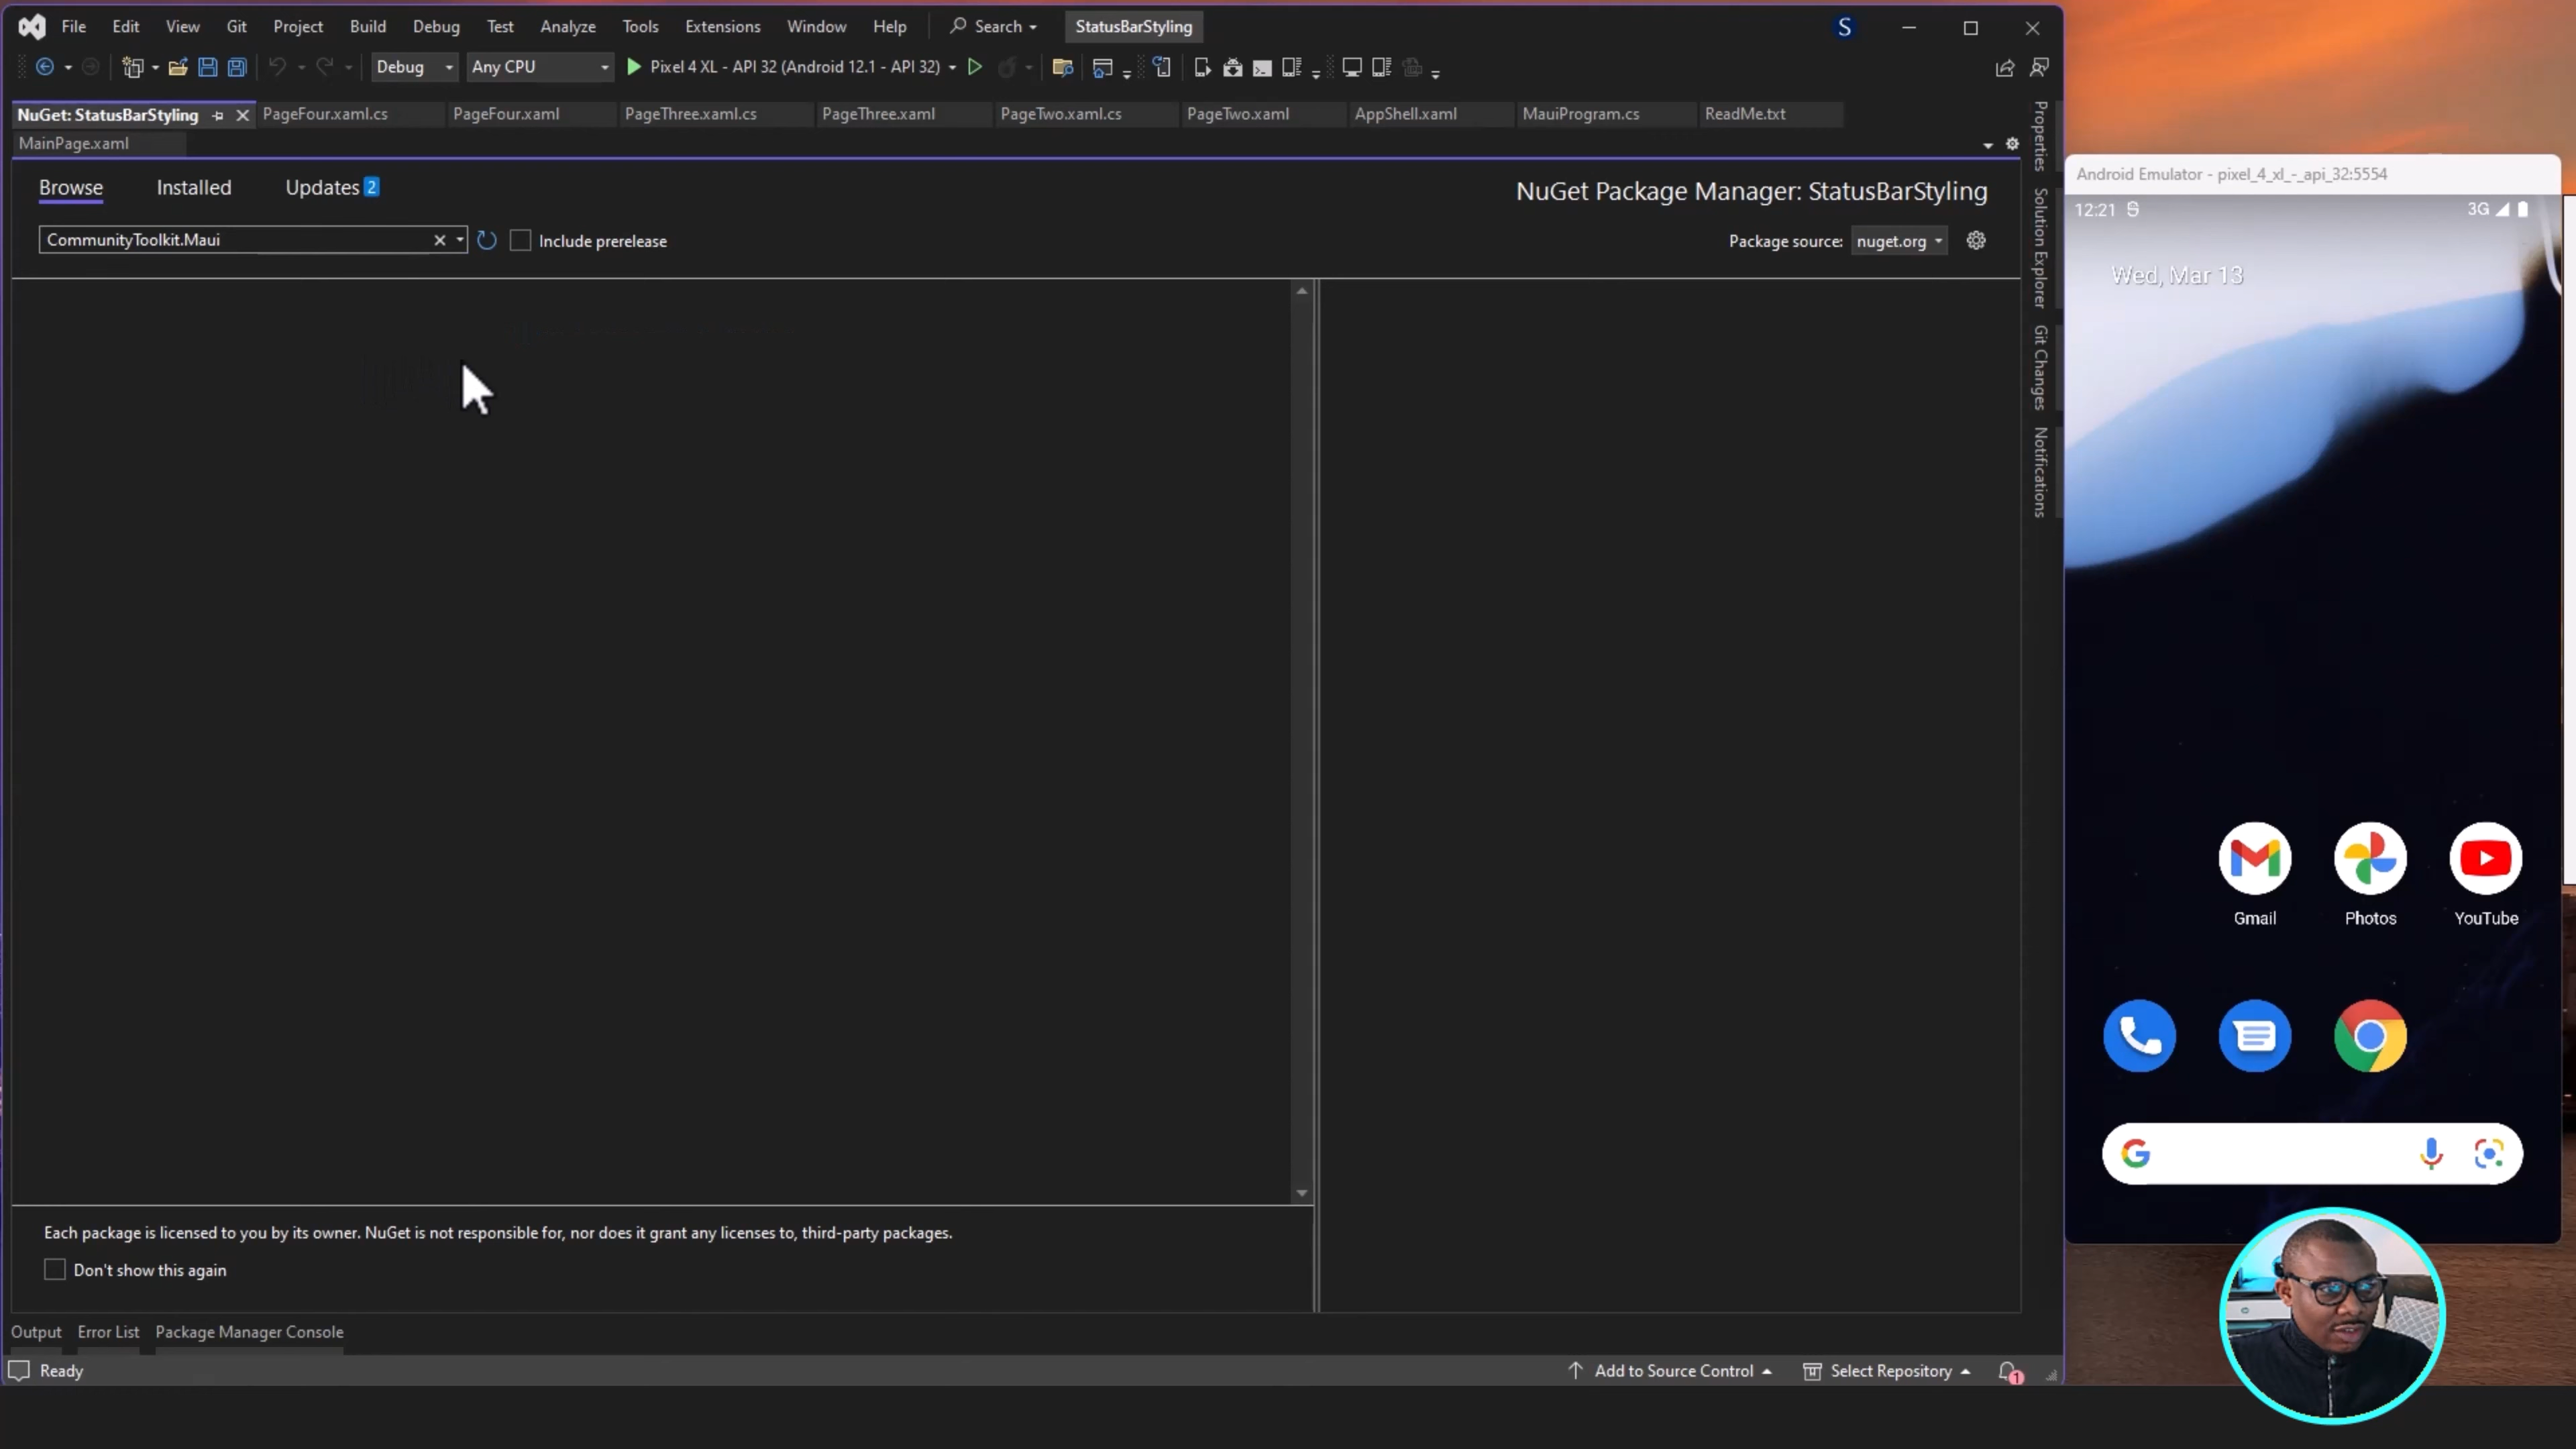 File Edit View Git Project Build Debug Test Analyze Tools Extensions Window Help Search StatusBarStyling S
Debug Any CPU Pixel 4 XL - API 32 (Android 12.1 - API 32)
NuGet: StatusBarStyling PageFour.xaml.cs PageFour.xaml PageThree.xaml.cs PageThree.xaml PageTwo.xaml.cs PageTwo.xaml AppShell.xaml MauiProgram.cs ReadMe.txt
MainPage.xaml
Browse Installed Updates 2 NuGet Package Manager: StatusBarStyling
CommunityToolkit.Maui Include prerelease Package source: nuget.org
Each package is licensed to you by its owner. NuGet is not responsible for, nor does it grant any licenses to, third-party packages.
Don't show this again
Output Error List Package Manager Console
Ready Add to Source Control Select Repository 1
Properties
Solution Explorer
Git Changes
Notifications
Android Emulator - pixel_4_xl_-_api_32:5554
12:21 3G
Wed, Mar 13
Gmail Photos YouTube